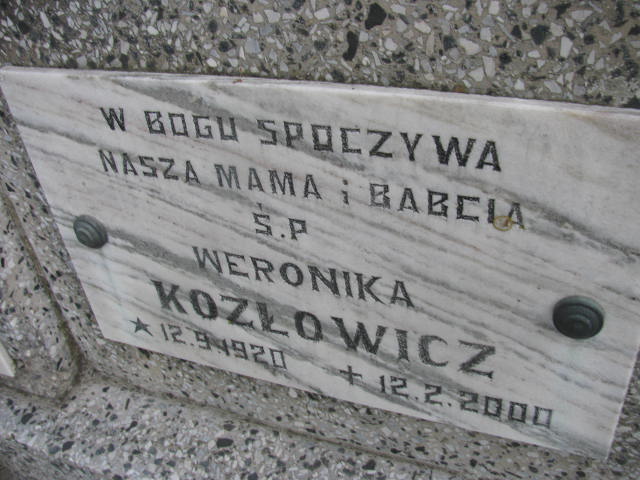 W BOGU SPOCZYWA
NASZA MAMA i BABCIA
Ś.P
WERONIKA
KOZŁOWICZ
★ 12.9.1920 + 12.2.2000